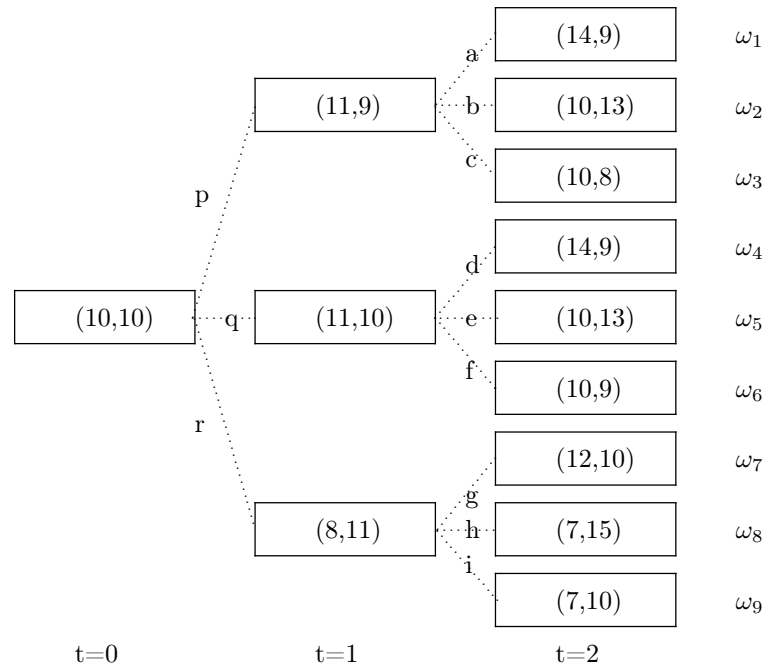 (14,9) ω₁
a
(11,9) b (10,13) ω₂
c
(10,8) ω₃
p
(14,9) ω₄
d
(10,10) q (11,10) e (10,13) ω₅
f
(10,9) ω₆
r
(12,10) ω₇
g
(8,11) h (7,15) ω₈
i
(7,10) ω₉
t=0 t=1 t=2